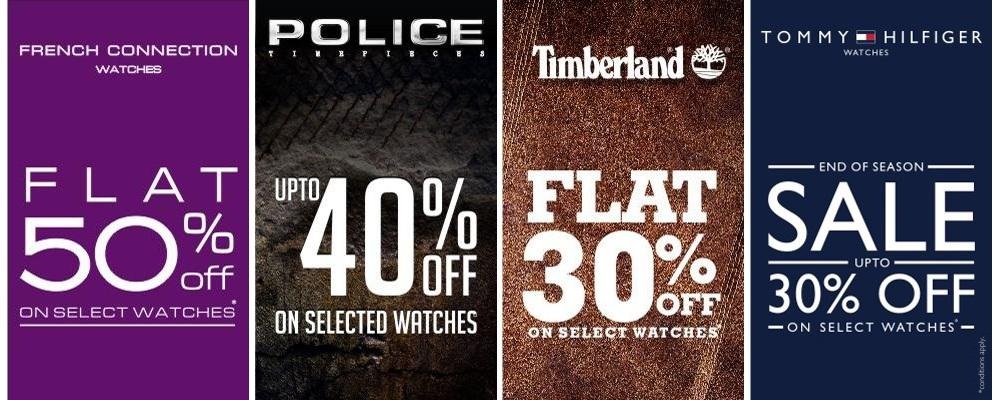 FRENCH CONNECTION
WATCHES
FLAT
50%
off
ON SELECT WATCHES*
POLICE
TIMEPIECES
UPTO
40%
OFF
ON SELECTED WATCHES
Timberland
FLAT
30%
OFF
ON SELECT WATCHES*
TOMMY HILFIGER
WATCHES
END OF SEASON
SALE
UPTO
30% OFF
ON SELECT WATCHES*
*conditions apply.